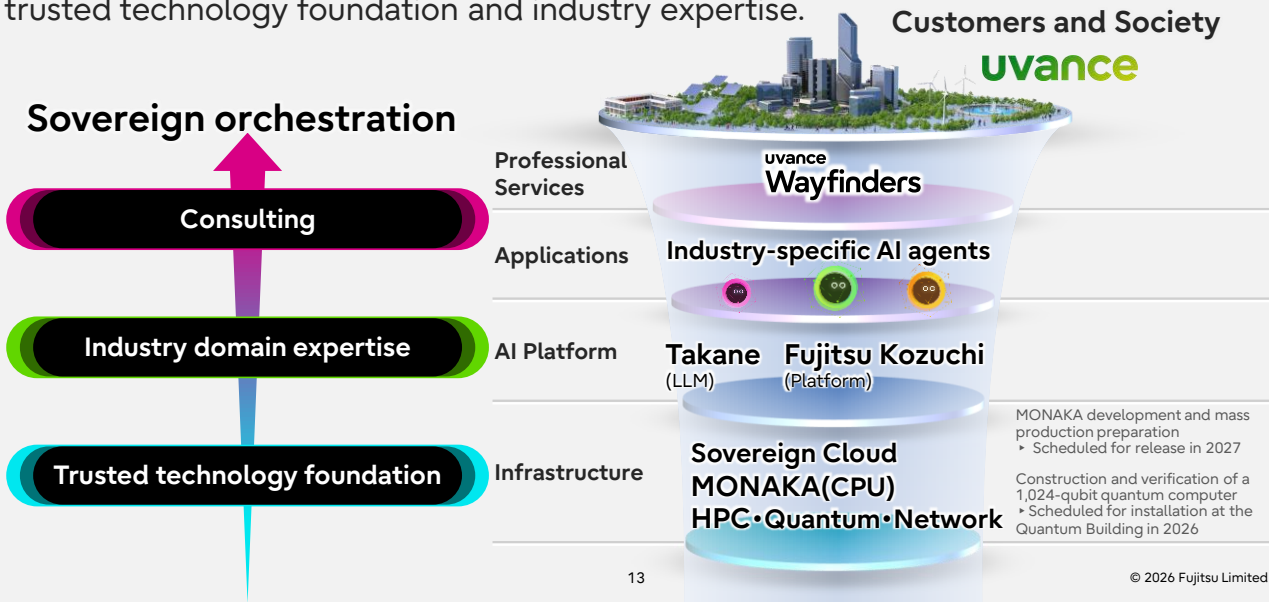 trusted technology foundation and industry expertise.
Customers and Society
uvance
Sovereign orchestration
Consulting
Industry domain expertise
Trusted technology foundation
Professional
Services
uvance
Wayfinders
Applications
Industry-specific AI agents
AI Platform
Takane
(LLM)
Fujitsu Kozuchi
(Platform)
Infrastructure
Sovereign Cloud
MONAKA(CPU)
HPC・Quantum・Network
MONAKA development and mass
production preparation
‣ Scheduled for release in 2027
Construction and verification of a
1,024-qubit quantum computer
‣ Scheduled for installation at the
Quantum Building in 2026
13
© 2026 Fujitsu Limited